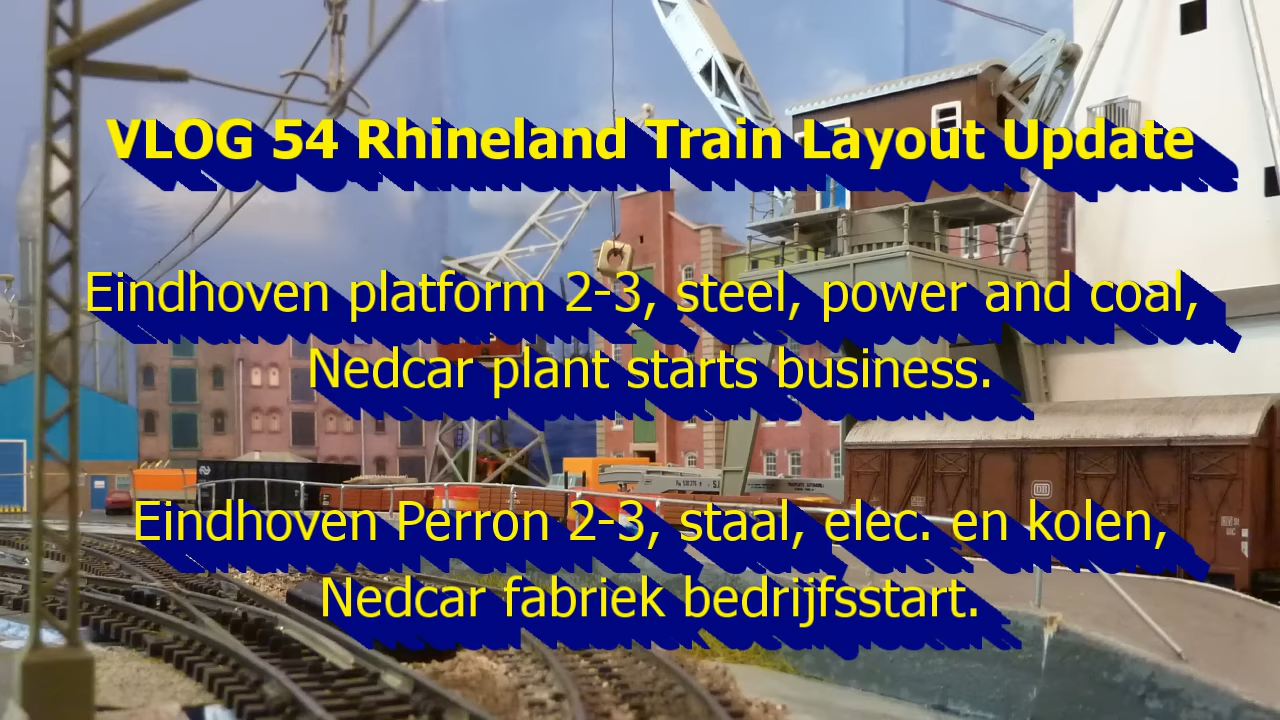 VLOG 54 Rhineland Train Layout Update
Eindhoven platform 2-3, steel, power and coal,
Nedcar plant starts business.
DB
Eindhoven Perron 2-3, staal, elec. en kolen,
Nedcar fabriek bedrijfsstart.